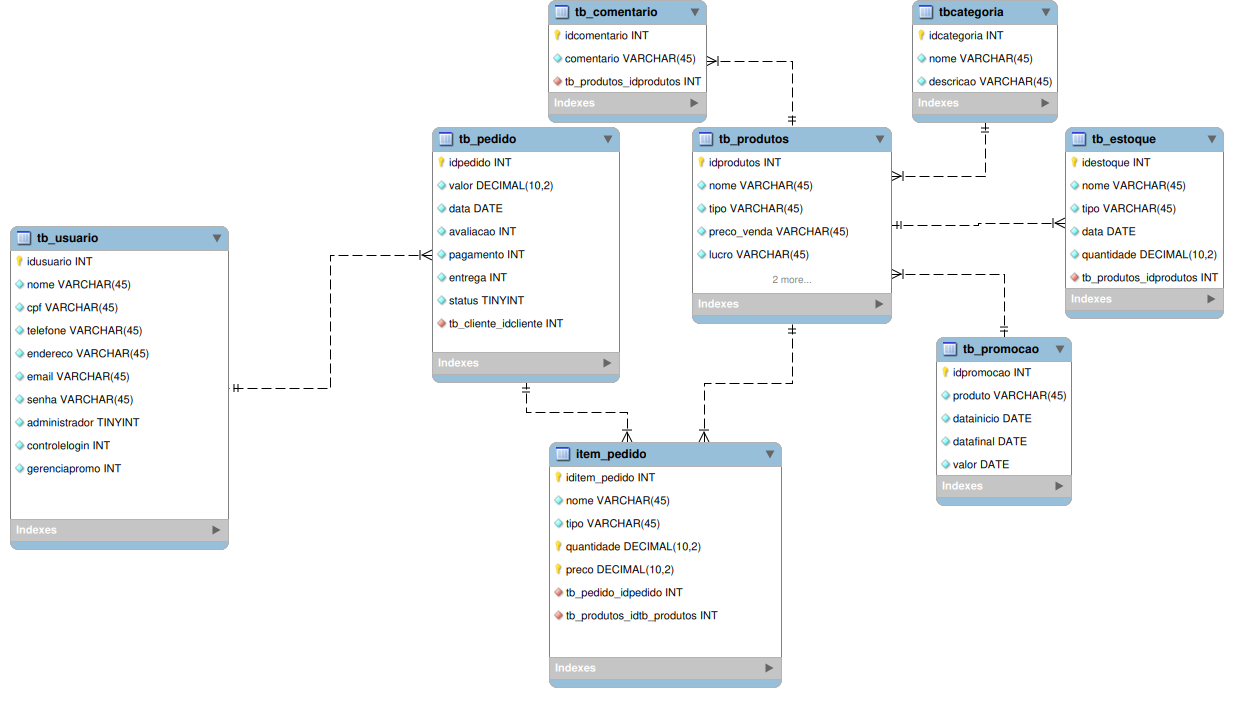 tb_comentario
idcomentario INT
comentario VARCHAR(45)
tb_produtos_idprodutos INT
Indexes
tbcategoria
idcategoria INT
nome VARCHAR(45)
descricao VARCHAR(45)
Indexes
tb_pedido
idpedido INT
valor DECIMAL(10,2)
data DATE
avaliacao INT
pagamento INT
entrega INT
status TINYINT
tb_cliente_idcliente INT
Indexes
tb_produtos
idprodutos INT
nome VARCHAR(45)
tipo VARCHAR(45)
preco_venda VARCHAR(45)
lucro VARCHAR(45)
2 more...
Indexes
tb_estoque
idestoque INT
nome VARCHAR(45)
tipo VARCHAR(45)
data DATE
quantidade DECIMAL(10,2)
tb_produtos_idprodutos INT
Indexes
tb_usuario
idusuario INT
nome VARCHAR(45)
cpf VARCHAR(45)
telefone VARCHAR(45)
endereco VARCHAR(45)
email VARCHAR(45)
senha VARCHAR(45)
administrador TINYINT
controlelogin INT
gerenciapromo INT
Indexes
tb_promocao
idpromocao INT
produto VARCHAR(45)
datainicio DATE
datafinal DATE
valor DATE
Indexes
item_pedido
iditem_pedido INT
nome VARCHAR(45)
tipo VARCHAR(45)
quantidade DECIMAL(10,2)
preco DECIMAL(10,2)
tb_pedido_idpedido INT
tb_produtos_idtb_produtos INT
Indexes